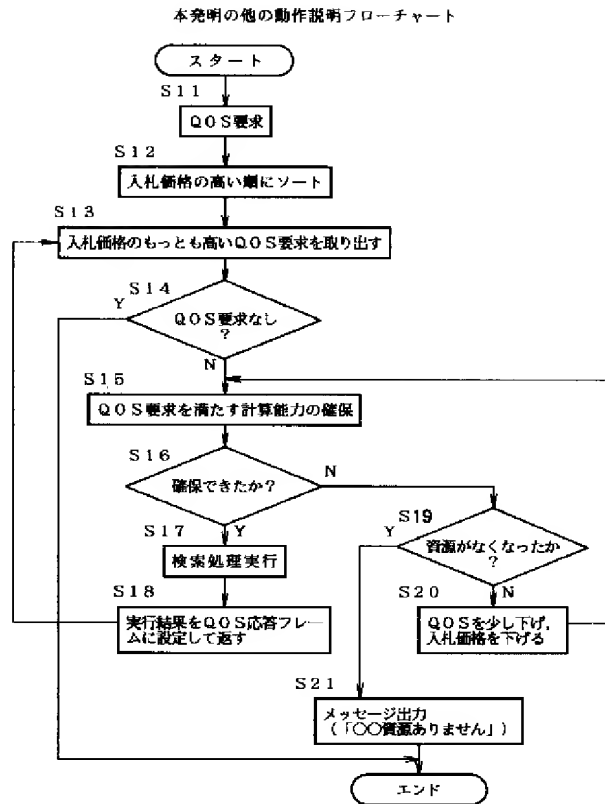 本発明の他の動作説明フローチャート
スタート
S11
QOS要求
S12
入札価格の高い順にソート
S13
入札価格のもっとも高いQOS要求を取り出す
S14
Y
QOS要求なし
?
N
S15
QOS要求を満たす計算能力の確保
S16
確保できたか?
N
S17
Y
検索処理実行
S19
Y
資源がなくなったか
?
S18
実行結果をQOS応答フレー
ムに設定して返す
S20
N
QOSを少し下げ,
入札価格を下げる
S21
メッセージ出力
(「〇〇資源ありません」)
エンド